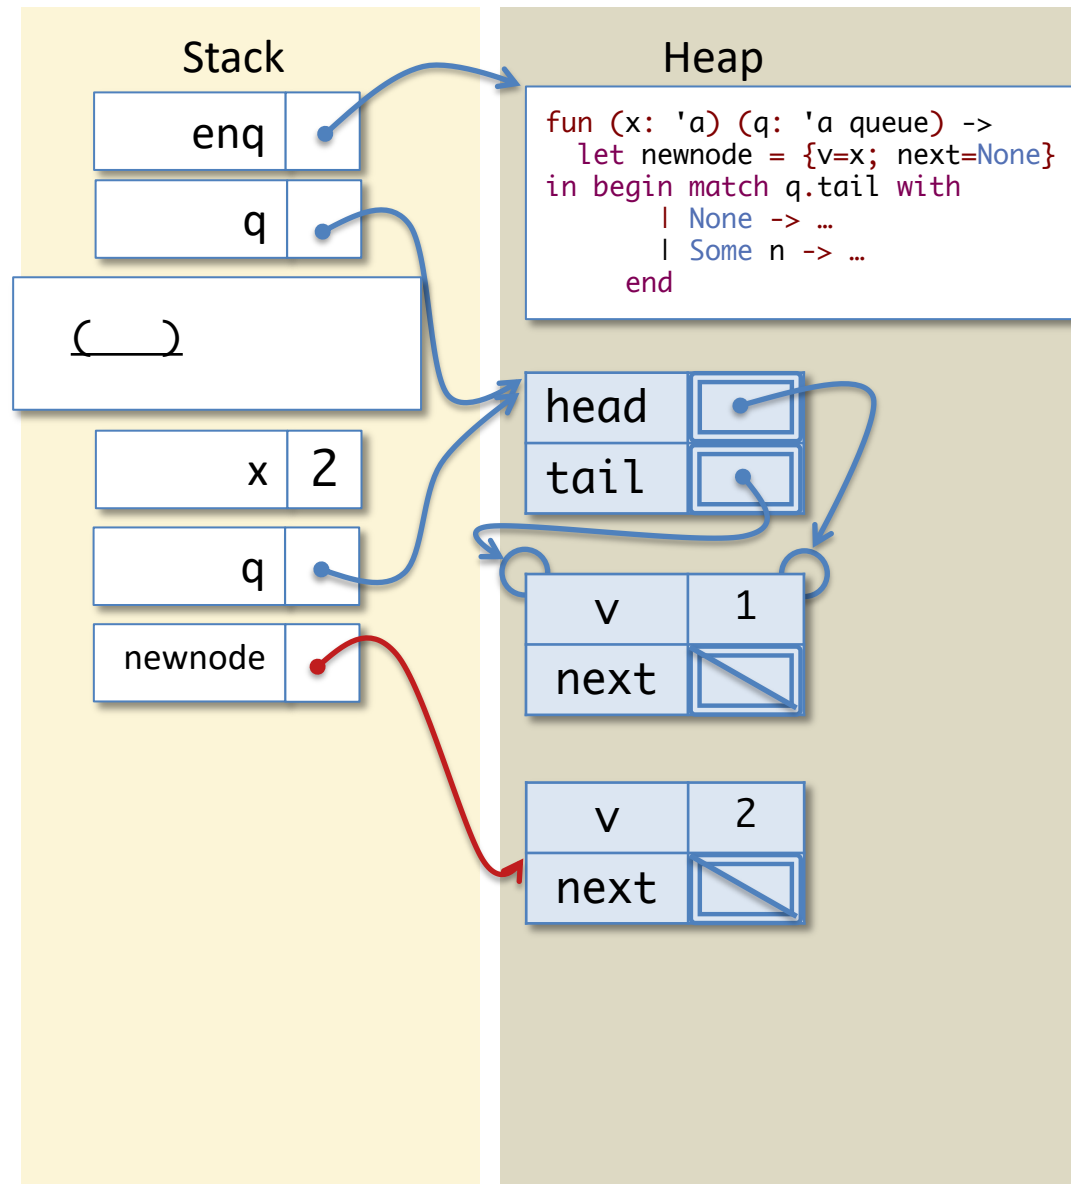 Stack
enq
q
(___)
x 2
q
newnode
Heap
fun (x: 'a) (q: 'a queue) ->
let newnode = {v=x; next=None}
in begin match q.tail with
| None -> …
| Some n -> …
end
head
tail
v 1
next
v 2
next